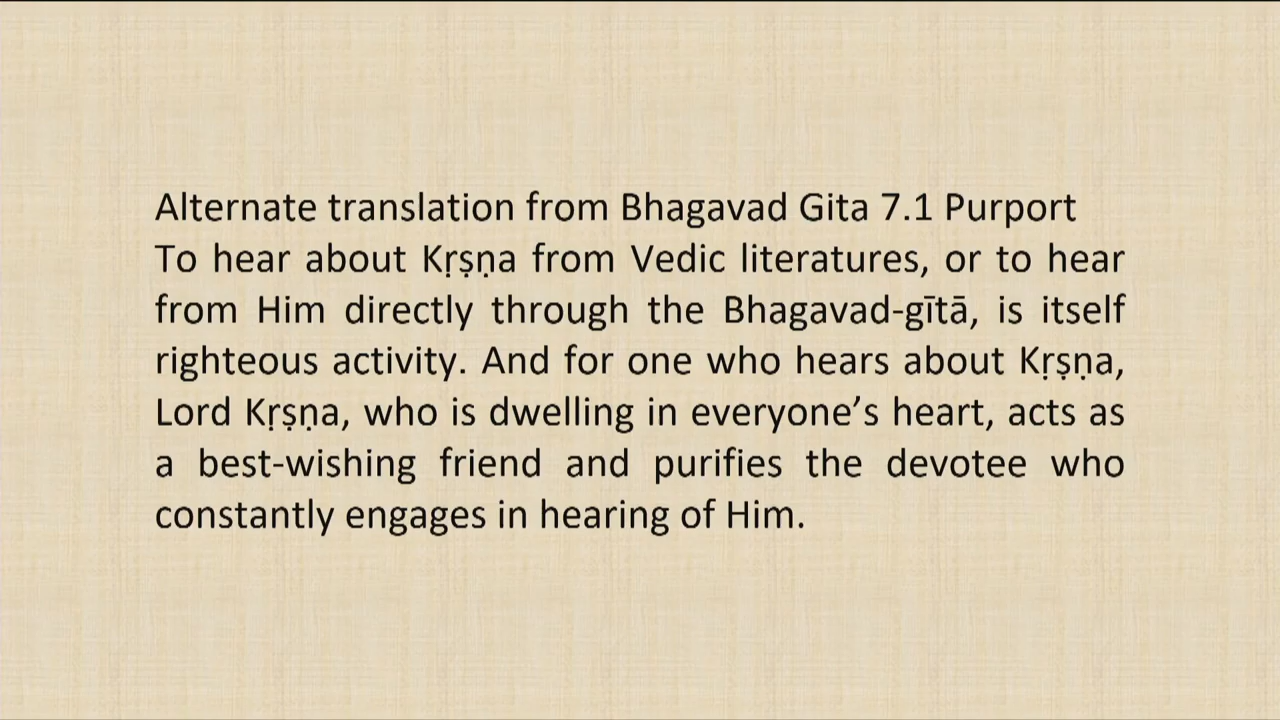 Alternate translation from Bhagavad Gita 7.1 Purport
To hear about Kṛṣṇa from Vedic literatures, or to hear
from Him directly through the Bhagavad-gītā, is itself
righteous activity. And for one who hears about Kṛṣṇa,
Lord Kṛṣṇa, who is dwelling in everyone’s heart, acts as
a best-wishing friend and purifies the devotee who
constantly engages in hearing of Him.